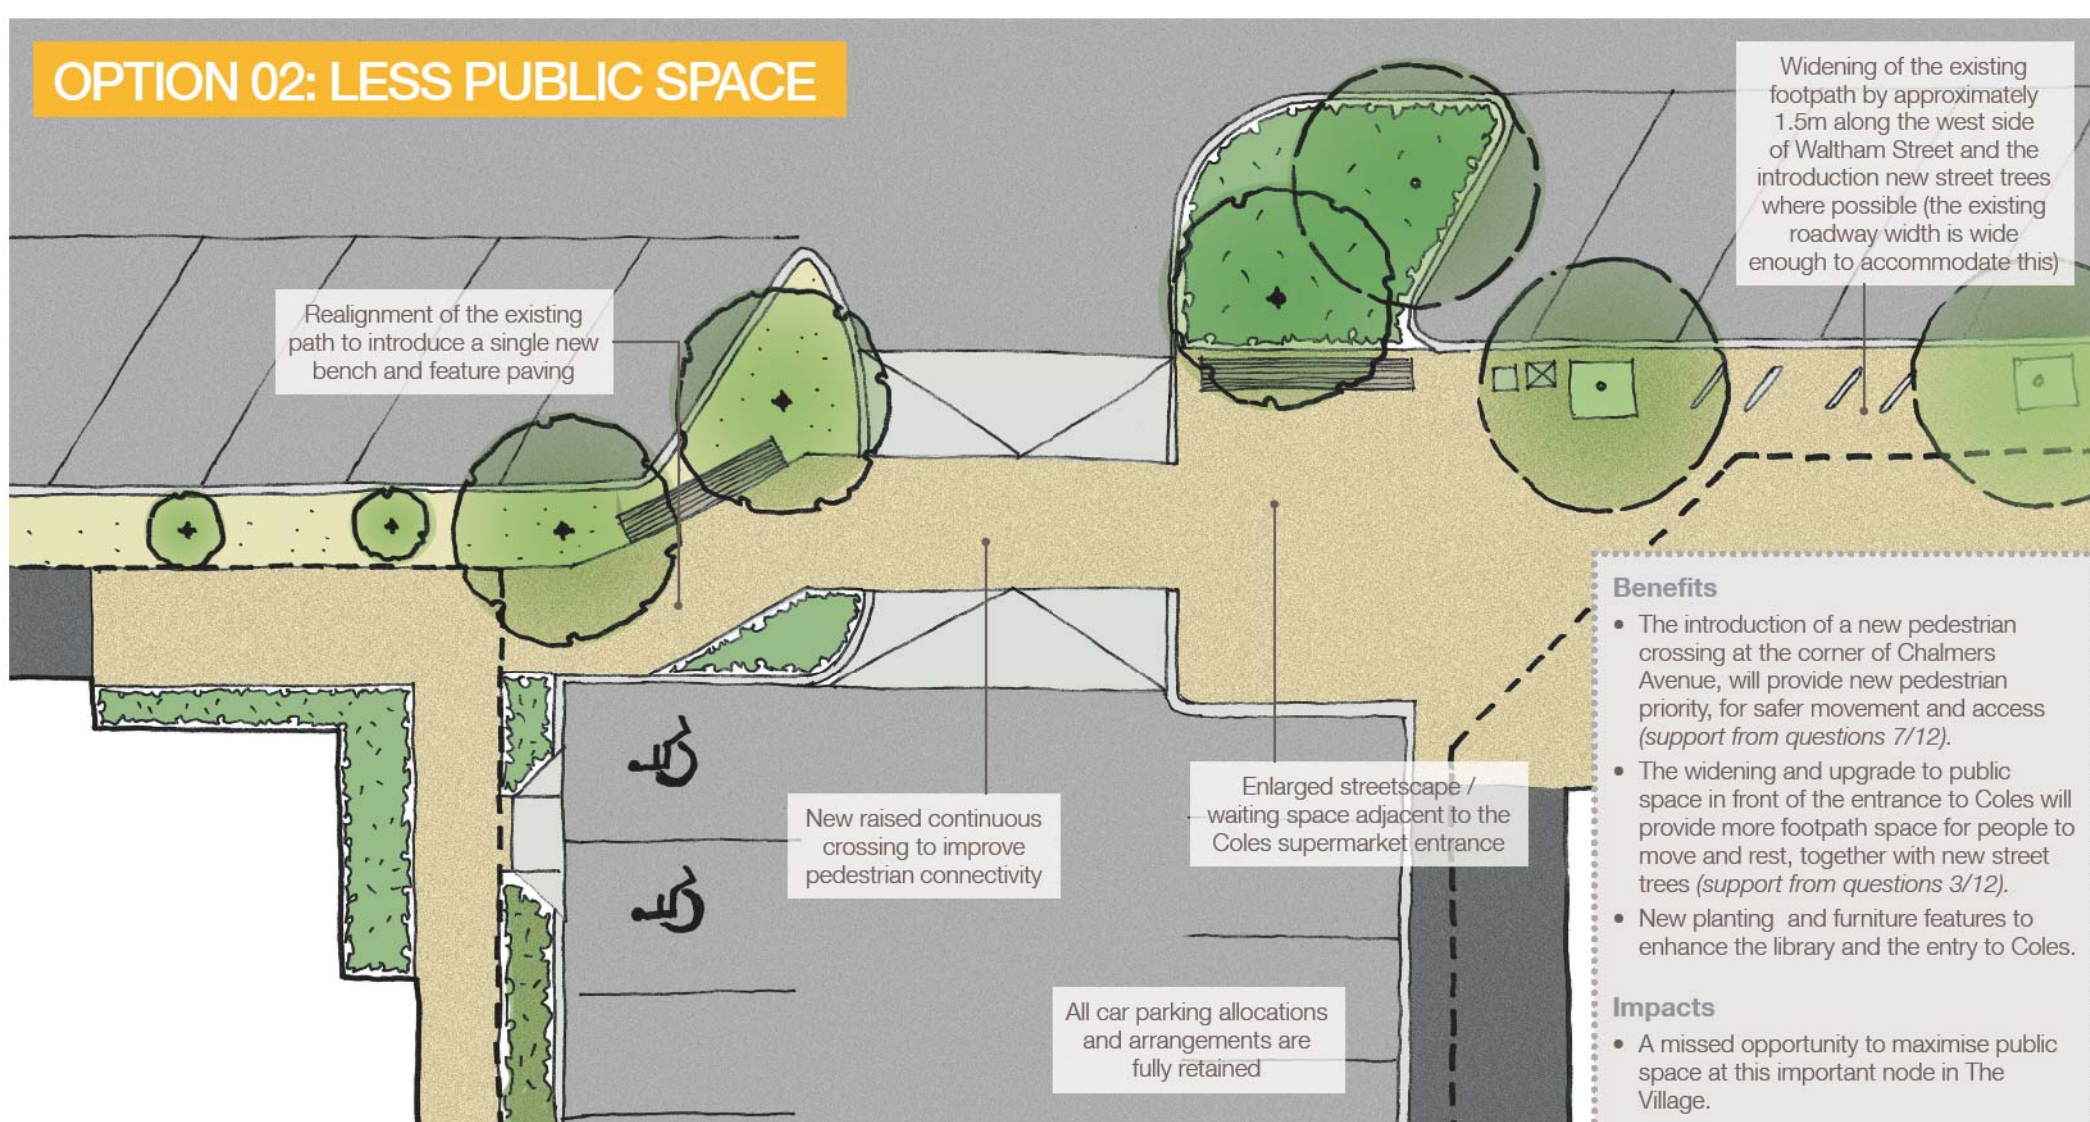 OPTION 02: LESS PUBLIC SPACE
Widening of the existing
footpath by approximately
1.5m along the west side
of Waltham Street and the
introduction new street trees
where possible (the existing
roadway width is wide
enough to accommodate this)
Realignment of the existing
path to introduce a single new
bench and feature paving
New raised continuous
crossing to improve
pedestrian connectivity
Enlarged streetscape /
waiting space adjacent to the
Coles supermarket entrance
All car parking allocations
and arrangements are
fully retained
Benefits
• The introduction of a new pedestrian
crossing at the corner of Chalmers
Avenue, will provide new pedestrian
priority, for safer movement and access
(support from questions 7/12).
• The widening and upgrade to public
space in front of the entrance to Coles will
provide more footpath space for people to
move and rest, together with new street
trees (support from questions 3/12).
• New planting and furniture features to
enhance the library and the entry to Coles.
Impacts
• A missed opportunity to maximise public
space at this important node in The
Village.